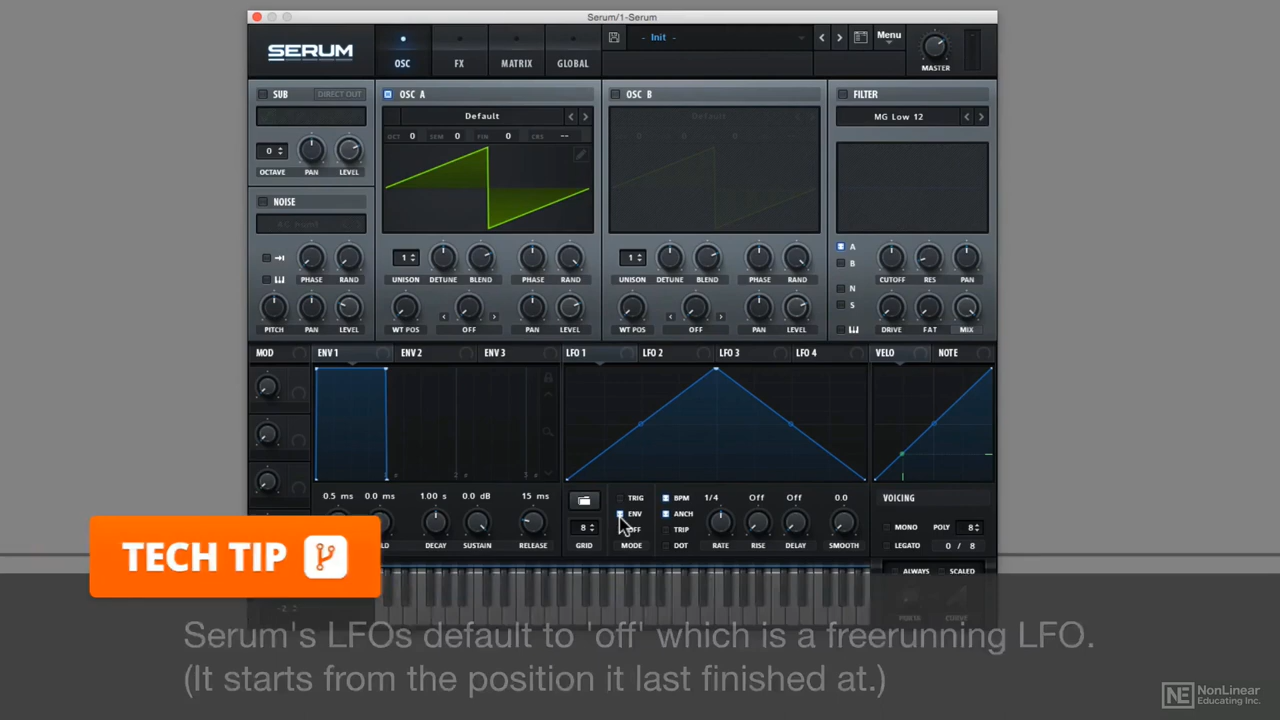 Serum/1-Serum
SERUM
OSC
FX
MATRIX
GLOBAL
- Init -
Menu
MASTER
SUB
DIRECT OUT
0
OCTAVE
PAN
LEVEL
NOISE
PHASE
RAND
PITCH
PAN
LEVEL
OSC A
Default
OCT 0 SEM 0 FIN 0 CRS --
1
UNISON
DETUNE
BLEND
PHASE
RAND
WT POS
OFF
PAN
LEVEL
OSC B
Default
1
UNISON
DETUNE
BLEND
PHASE
RAND
WT POS
OFF
PAN
LEVEL
FILTER
MG Low 12
A
B
N
S
CUTOFF
RES
PAN
DRIVE
FAT
MIX
MOD
ENV 1
ENV 2
ENV 3
LFO 1
LFO 2
LFO 3
LFO 4
VELO
NOTE
0.5 ms
0.0 ms
1.00 s
0.0 dB
15 ms
DECAY
SUSTAIN
RELEASE
8
GRID
TRIG
ENV
MODE
BPM
ANCH
TRIP
DOT
1/4
Off
Off
0.0
RATE
RISE
DELAY
SMOOTH
VOICING
MONO
POLY
8
LEGATO
0 / 8
ALWAYS
SCALED
PORTA
CURVE
TECH TIP
Serum's LFOs default to 'off' which is a freerunning LFO.
(It starts from the position it last finished at.)
NE NonLinear
Educating Inc.